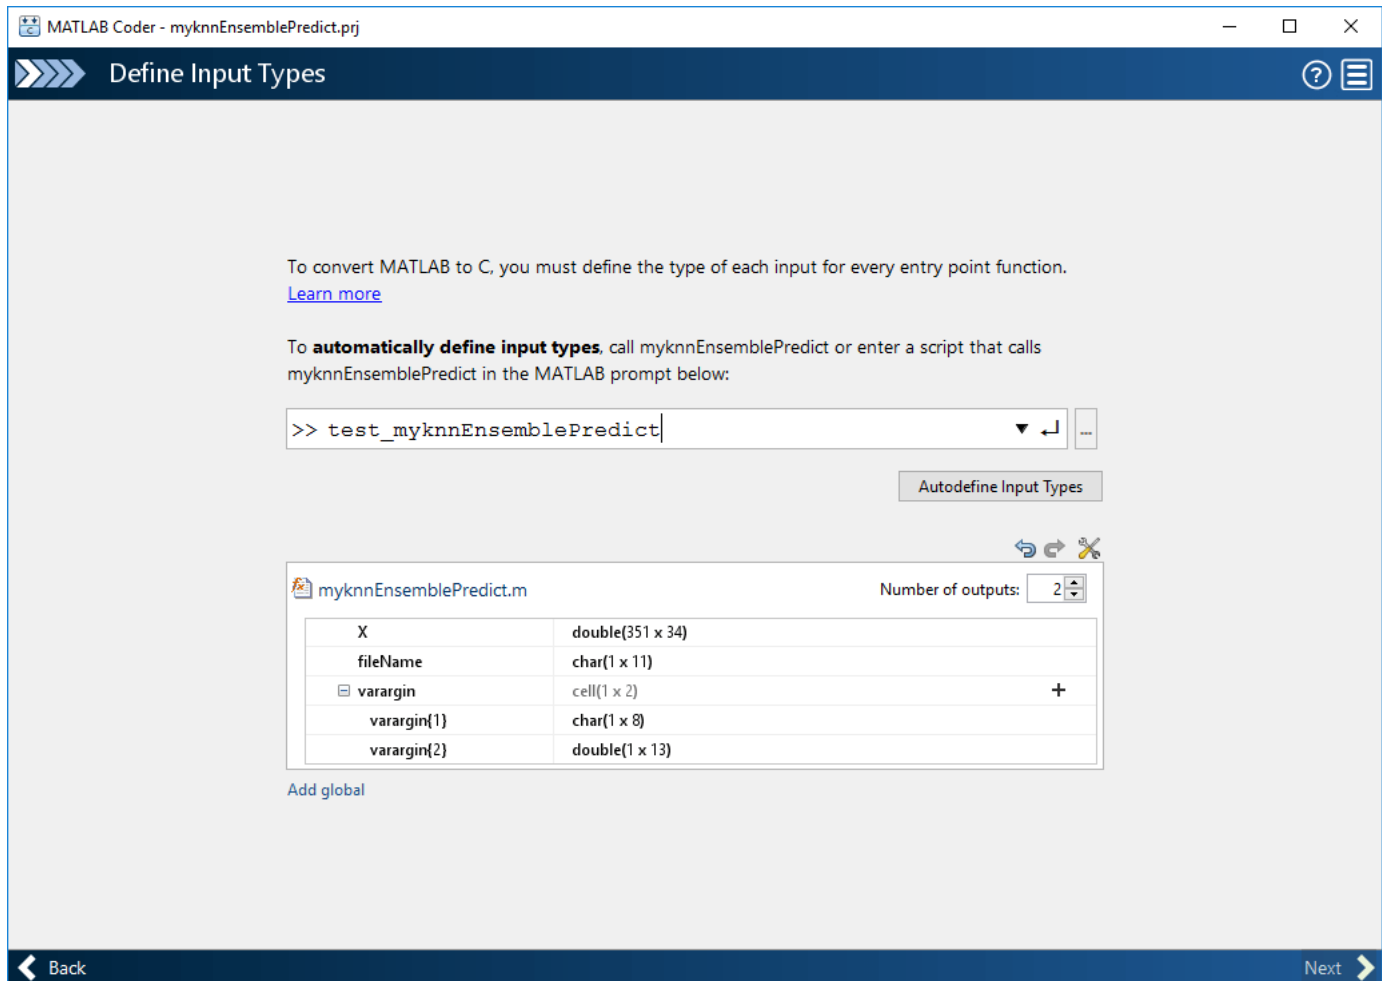 MATLAB Coder - myknnEnsemblePredict.prj
Define Input Types
To convert MATLAB to C, you must define the type of each input for every entry point function.
Learn more
To automatically define input types, call myknnEnsemblePredict or enter a script that calls
myknnEnsemblePredict in the MATLAB prompt below:
>> test_myknnEnsemblePredict
...
Autodefine Input Types
myknnEnsemblePredict.m Number of outputs: 2
X double(351 x 34)
fileName char(1 x 11)
varargin cell(1 x 2) +
varargin{1} char(1 x 8)
varargin{2} double(1 x 13)
Add global
Back Next